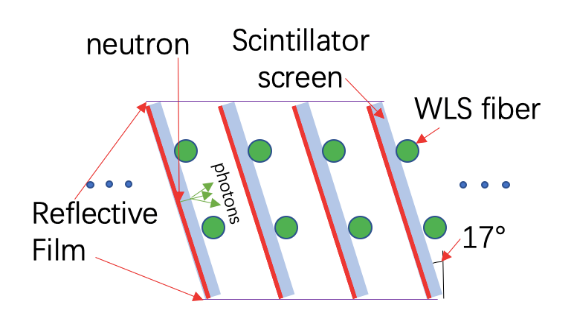 neutron
Scintillator
screen
WLS fiber
photons
Reflective
Film
17°